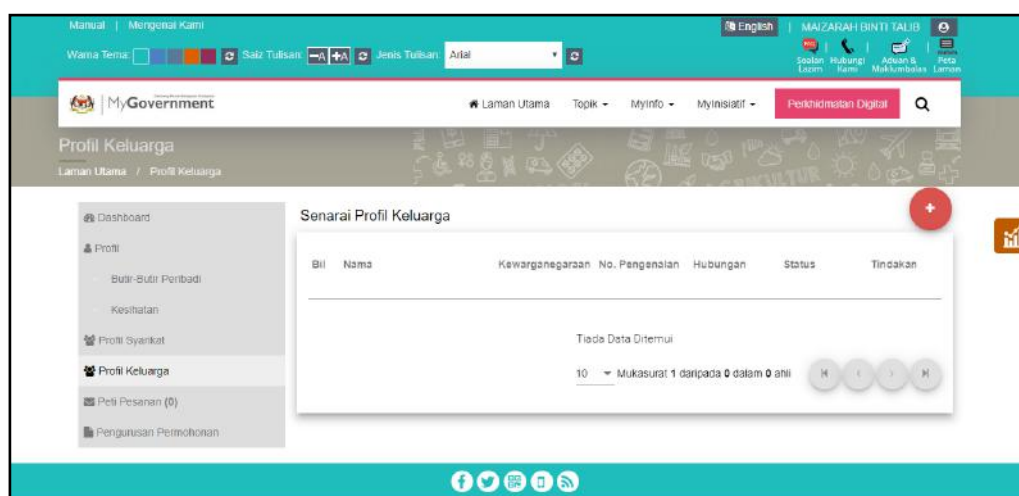 Manual | Mengenai Kami
English | MAIZARAH BINTI TALIB
Warna Tema: Saiz Tulisan: -A +A Jenis Tulisan: Arial
Soalan Lazim Hubungi Kami Aduan & Maklumbalas Peta Laman
MyGovernment
Laman Utama Topik MyInfo MyInisiatif Perkhidmatan Digital
Profil Keluarga
Laman Utama / Profil Keluarga
Dashboard
Profil
Butir-Butir Peribadi
Kesihatan
Profil Syarikat
Profil Keluarga
Peti Pesanan (0)
Pengurusan Permohonan
Senarai Profil Keluarga
+
Bil Nama Kewarganegaraan No. Pengenalan Hubungan Status Tindakan
Tiada Data Ditemui
10 Mukasurat 1 daripada 0 dalam 0 ahli